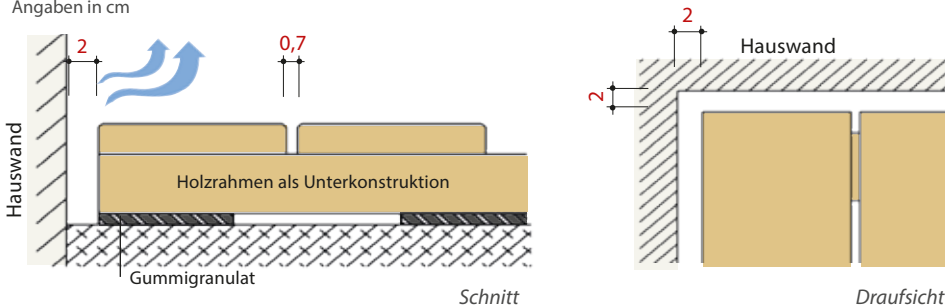 Angaben in cm
2
0,7
Hauswand
Holzrahmen als Unterkonstruktion
Gummigranulat
Schnitt
2
Hauswand
2
Draufsicht